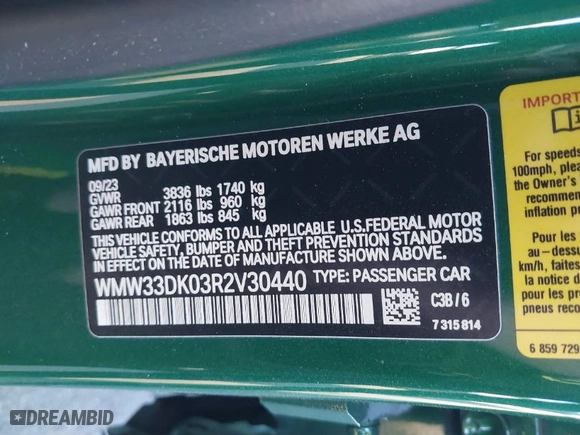 MFD BY BAYERISCHE MOTOREN WERKE AG
09/23
GVWR 3836 lbs 1740 kg
GAWR FRONT 2116 lbs 960 kg
GAWR REAR 1863 lbs 845 kg
THIS VEHICLE CONFORMS TO ALL APPLICABLE U.S.FEDERAL MOTOR
VEHICLE SAFETY, BUMPER AND THEFT PREVENTION STANDARDS
IN EFFECT ON THE DATE OF MANUFACTURE SHOWN ABOVE.
WMW33DK03R2V30440 TYPE: PASSENGER CAR
C3B / 6
7 315 814
IMPORT
For speeds
100mph, plea
the Owner's
recommen
inflation p
Pour les
au – dessu
km/h, faites
le
recommen
pneus reco
6 859 729
DREAMBID